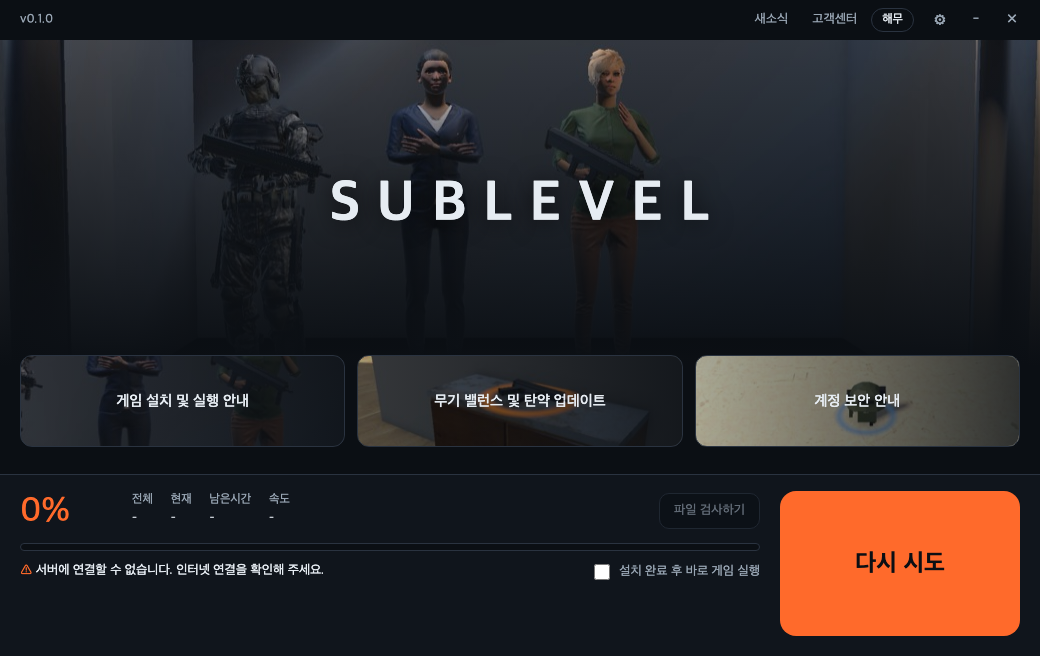 v0.1.0
새소식 고객센터 해무
SUBLEVEL
게임 설치 및 실행 안내
무기 밸런스 및 탄약 업데이트
계정 보안 안내
0%
전체 현재 남은시간 속도
- - - -
파일 검사하기
서버에 연결할 수 없습니다. 인터넷 연결을 확인해 주세요.
설치 완료 후 바로 게임 실행
다시 시도